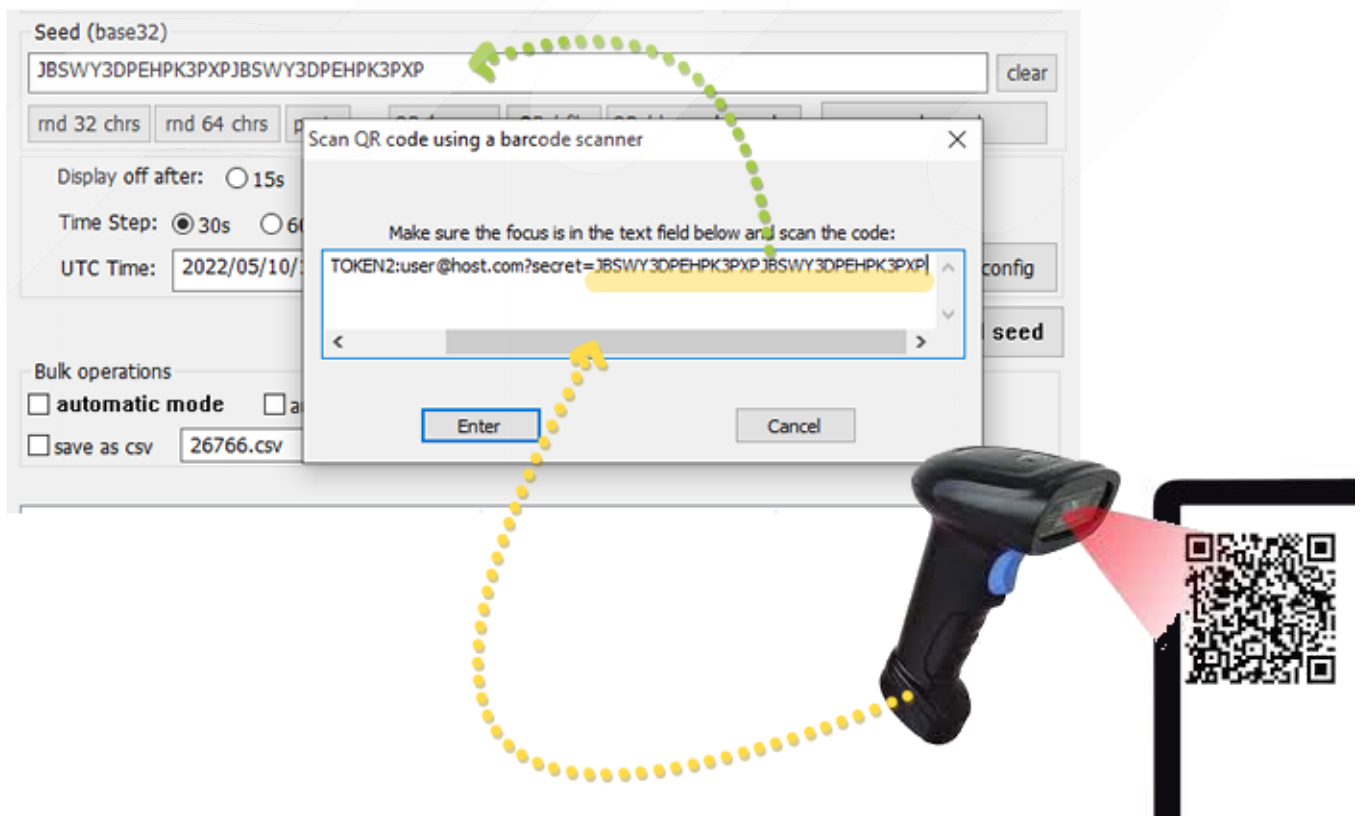 Seed (base32)
JBSWY3DPEHPK3PXPJBSWY3DPEHPK3PXP
clear
rnd 32 chrs rnd 64 chrs
Scan QR code using a barcode scanner
Display off after: 15s
Time Step: 30s
Make sure the focus is in the text field below and scan the code:
UTC Time: 2022/05/10/
TOKEN2:user@host.com?secret=JBSWY3DPEHPK3PXPJBSWY3DPEHPK3PXP
config
seed
Bulk operations
automatic mode
Enter
Cancel
save as csv 26766.csv